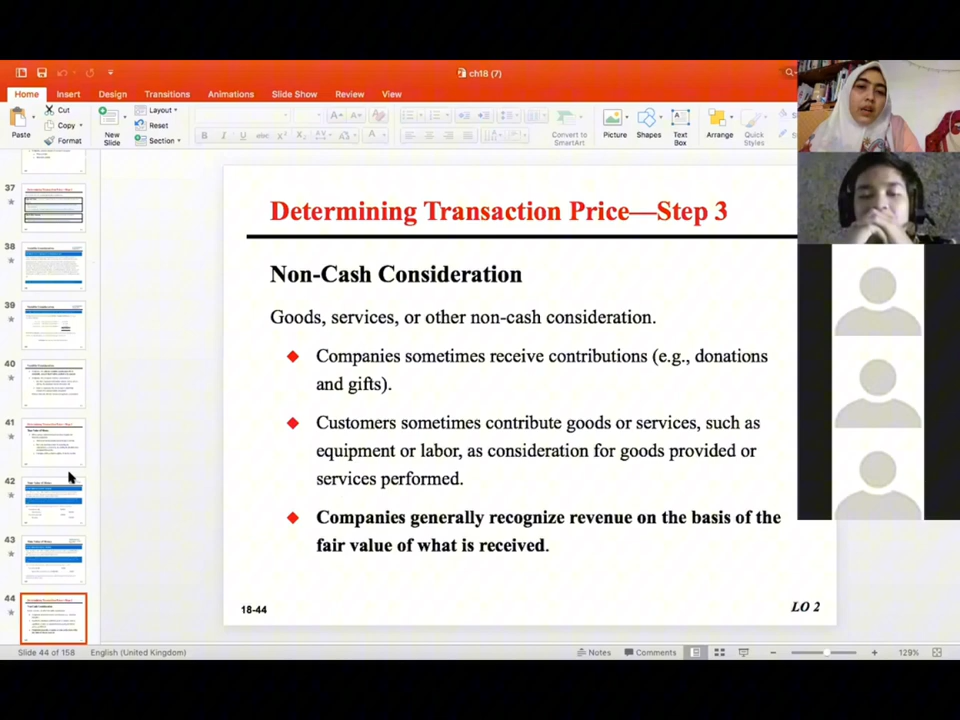 ch18 (7)
Home Insert Design Transitions Animations Slide Show Review View
Paste
Cut
Copy
Format
New
Slide
Layout
Reset
Section
B I U abc X² X₂ AV Aa A
Convert to
SmartArt
Picture
Shapes
Text
Box
Arrange
Quick
Styles
37
38
39
40
41
42
43
44
Determining Transaction Price—Step 3
Non-Cash Consideration
Goods, services, or other non-cash consideration.
Companies sometimes receive contributions (e.g., donations
and gifts).
Customers sometimes contribute goods or services, such as
equipment or labor, as consideration for goods provided or
services performed.
Companies generally recognize revenue on the basis of the
fair value of what is received.
18-44
LO 2
Slide 44 of 158 English (United Kingdom) Notes Comments 129%